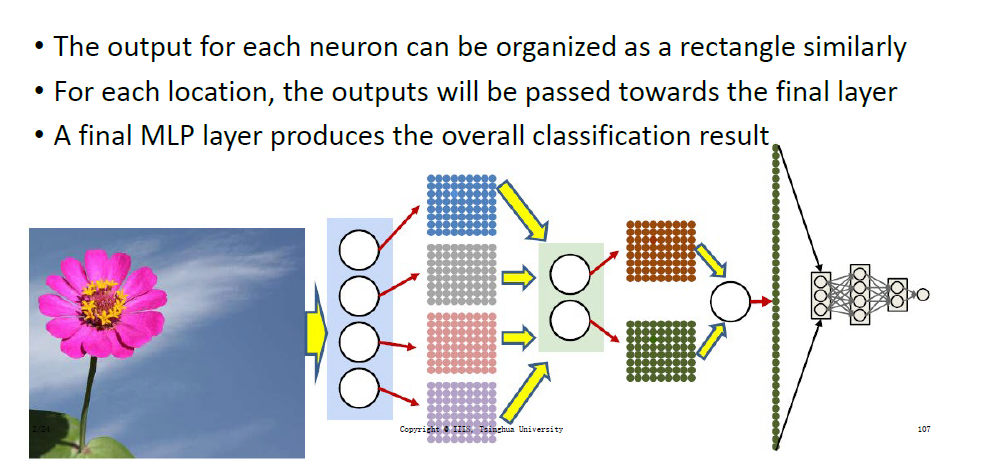 • The output for each neuron can be organized as a rectangle similarly
• For each location, the outputs will be passed towards the final layer
• A final MLP layer produces the overall classification result
2/24
Copyright © IIIS, Tsinghua University
107